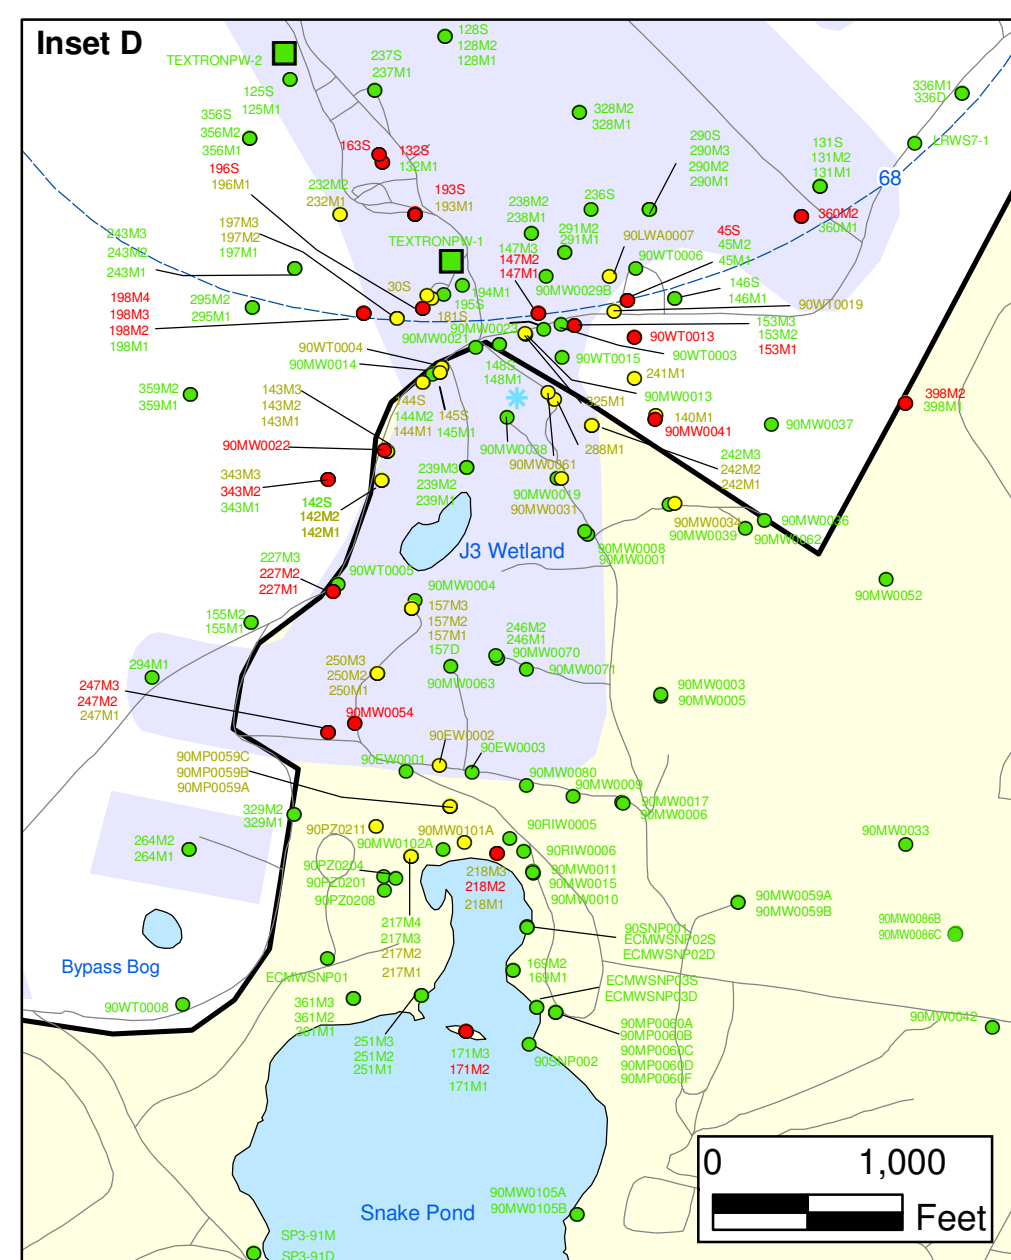 Inset D
128S
128M2
128M1
TEXTRONPW-2
237S
237M1
125S
125M1
336M1
336D
328M2
328M1
356S
356M2
356M1
290S
290M3
290M2
290M1
131S
131M2
131M1
LRWS7-1
163S
132S
132M1
68
196S
196M1
232M2
232M1
193S
193M1
238M2
238M1
236S
360M2
360M1
197M3
197M2
197M1
243M3
243M2
243M1
TEXTRONPW-1
291M2
291M1
90LWA0007
45S
45M2
45M1
147M3
147M2
147M1
90WT0006
198M4
198M3
198M2
198M1
295M2
295M1
30S
194M1
195S
181S
90MW0029B
146S
146M1
90WT0019
90MW0023
90MW0021
153M3
153M2
153M1
90WT0013
90WT0003
90WT0004
90MW0014
90WT0015
148S
148M1
241M1
359M2
359M1
143M3
143M2
143M1
144S
144M2
144M1
145S
145M1
225M1
90MW0013
398M2
398M1
140M1
90MW0041
90MW0037
90MW0022
90MW0038
288M1
242M3
242M2
242M1
343M3
343M2
343M1
239M3
239M2
239M1
90MW0061
90MW0019
90MW0031
142S
142M2
142M1
90MW0034
90MW0039
90MW0036
90MW0062
J3 Wetland
90MW0008
90MW0001
227M3
227M2
227M1
90WT0005
90MW0004
90MW0052
155M2
155M1
157M3
157M2
157M1
157D
246M2
246M1
90MW0070
90MW0071
294M1
250M3
250M2
250M1
90MW0063
247M3
247M2
247M1
90MW0003
90MW0005
90MW0054
90EW0002
90EW0003
90EW0001
90MP0059C
90MP0059B
90MP0059A
90MW0080
90MW0009
90MW0017
90MW0006
329M2
329M1
90PZ0211
90MW0101A
90RIW0005
90MW0102A
90RIW0006
90MW0033
264M2
264M1
90PZ0204
90PZ0201
90PZ0208
218M3
218M2
218M1
90MW0011
90MW0015
90MW0010
90MW0059A
90MW0059B
217M4
217M3
217M2
217M1
90SNP001
ECMWSNP02S
ECMWSNP02D
90MW0086B
90MW0086C
Bypass Bog
ECMWSNP01
169M2
169M1
ECMWSNP03S
ECMWSNP03D
90WT0008
361M3
361M2
361M1
251M3
251M2
251M1
171M3
171M2
171M1
90SNP002
90MP0060A
90MP0060B
90MP0060C
90MP0060D
90MP0060F
90MW0042
0 1,000
Feet
90MW0105A
90MW0105B
Snake Pond
SP3-91M
SP3-91D